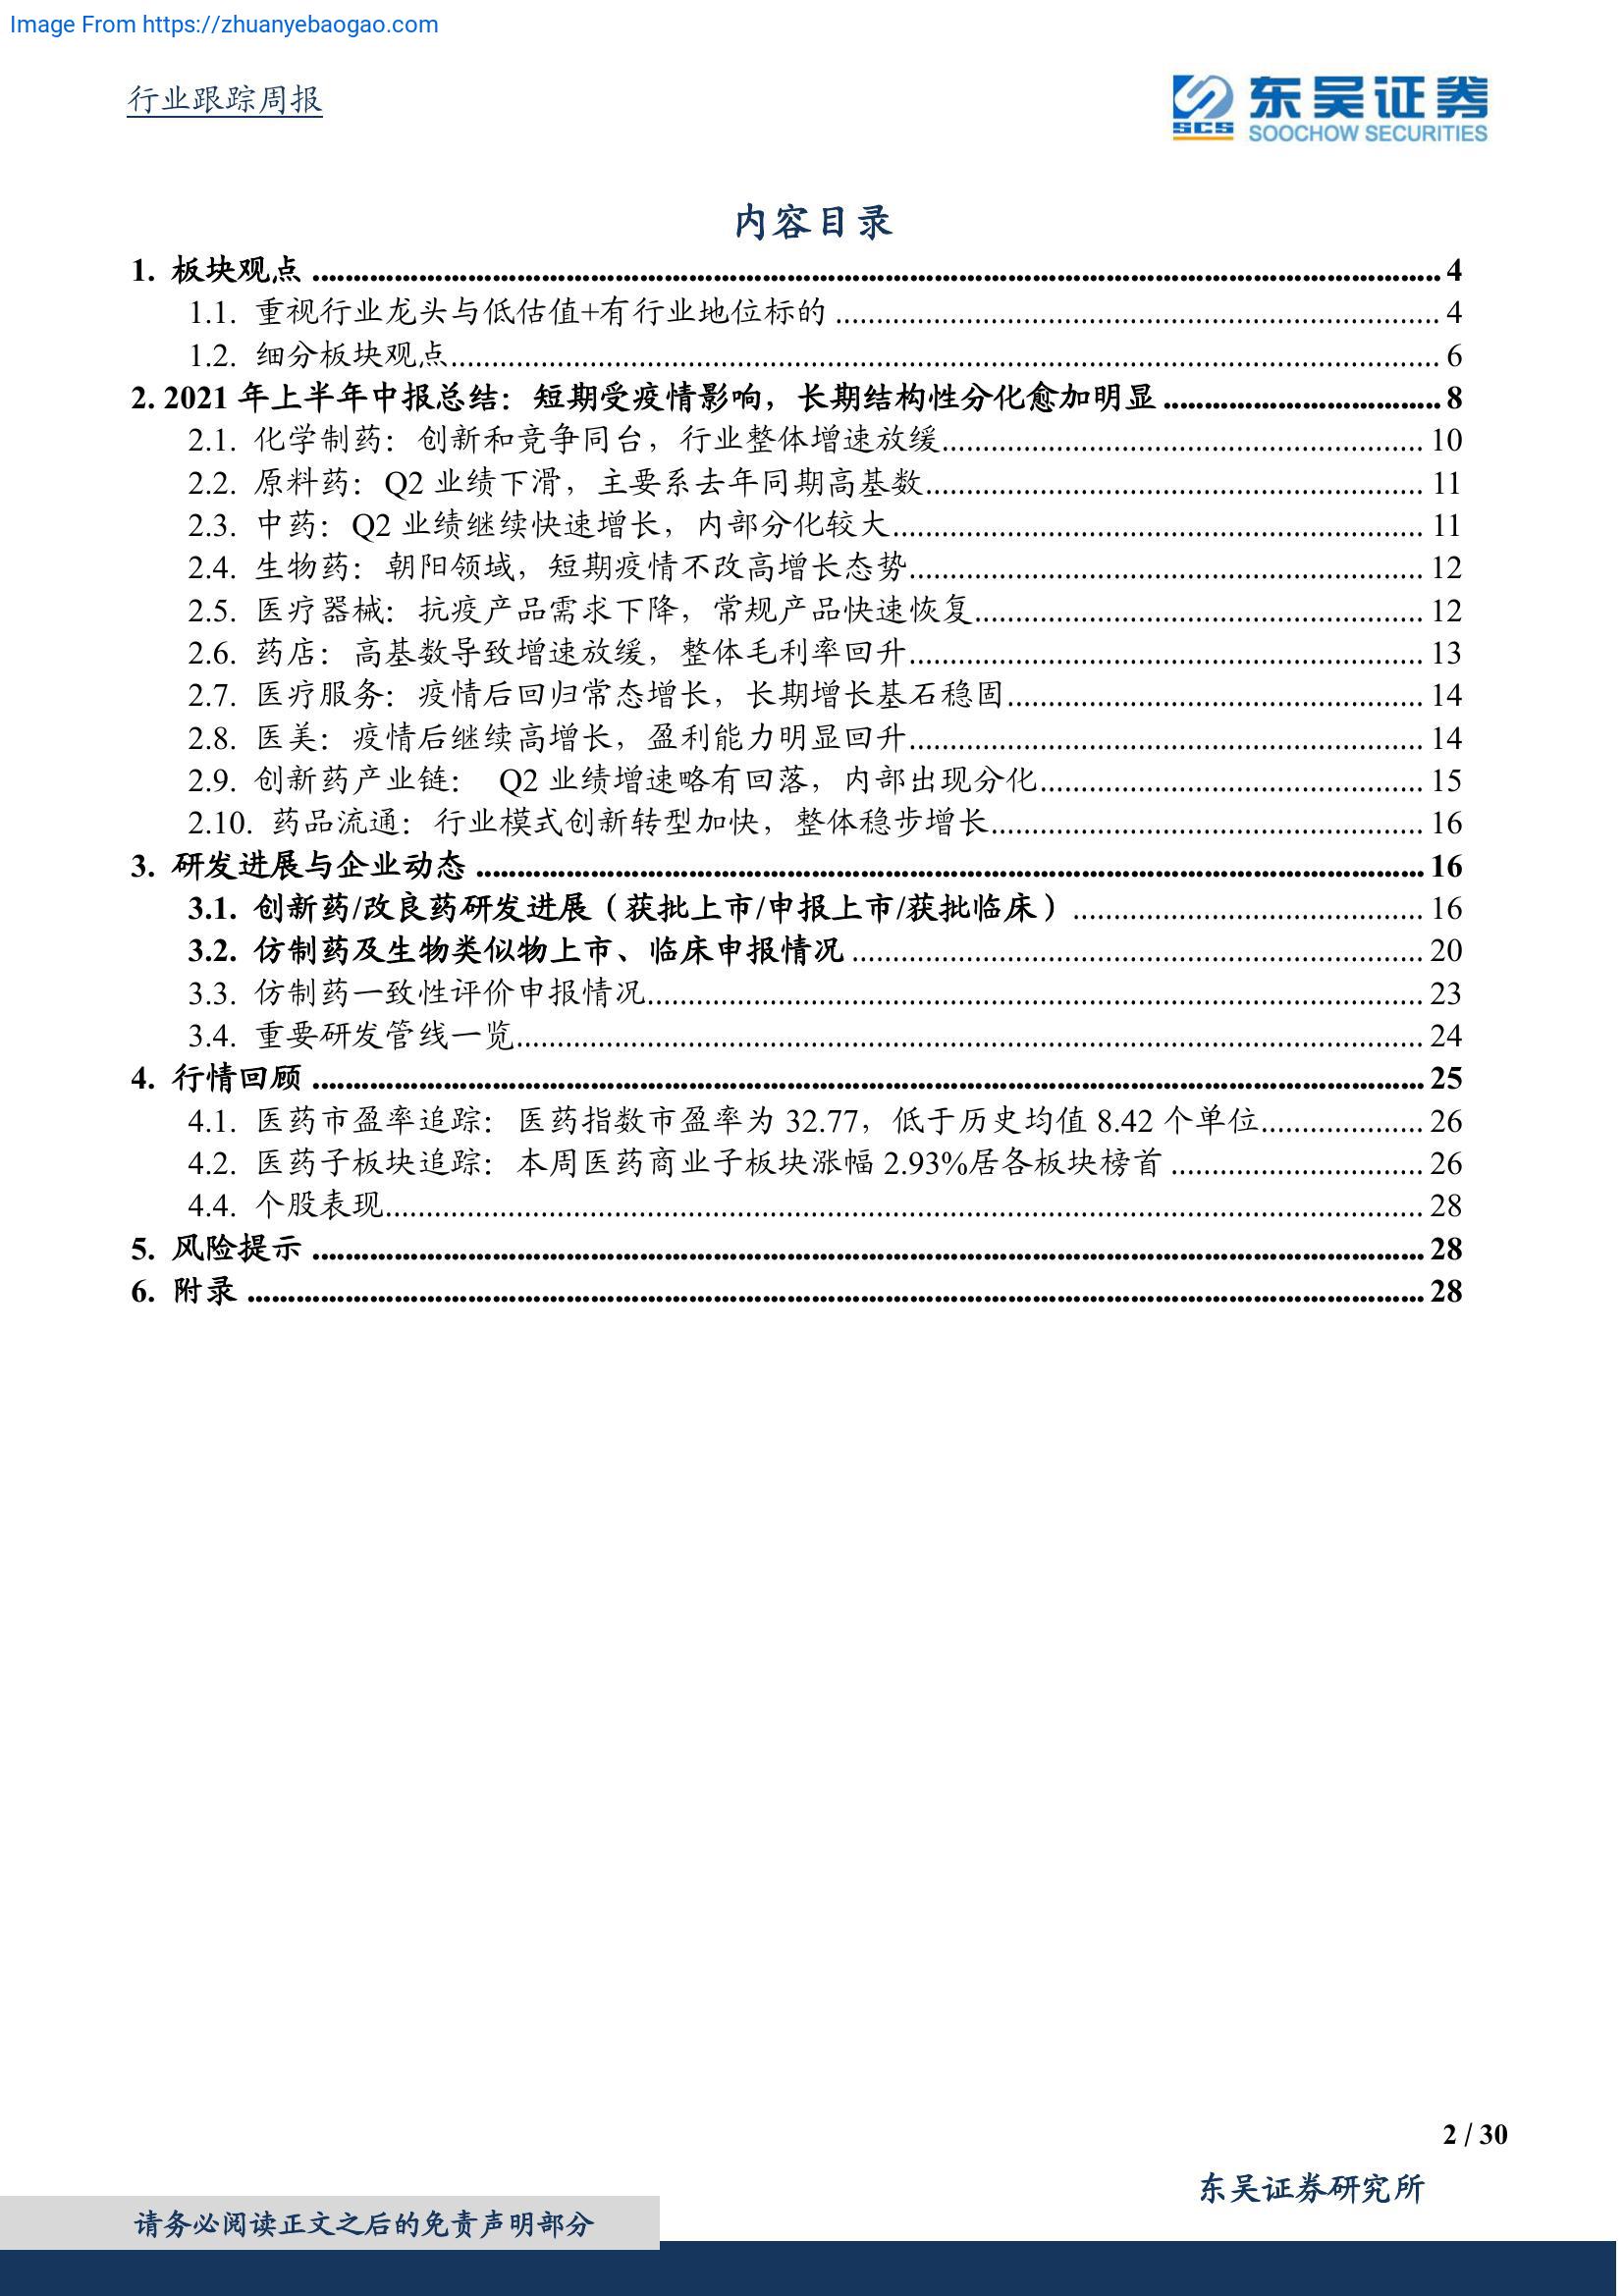 Image From https://zhuanyebaogao.com
行业跟踪周报
SCS 东吴证券
SOOCHOW SECURITIES
内容目录
1. 板块观点 ........ 4
1.1. 重视行业龙头与低估值+有行业地位标的 ........ 4
1.2. 细分板块观点........ 6
2. 2021 年上半年中报总结：短期受疫情影响，长期结构性分化愈加明显 ........ 8
2.1. 化学制药：创新和竞争同台，行业整体增速放缓........ 10
2.2. 原料药：Q2 业绩下滑，主要系去年同期高基数........ 11
2.3. 中药：Q2 业绩继续快速增长，内部分化较大........ 11
2.4. 生物药：朝阳领域，短期疫情不改高增长态势........ 12
2.5. 医疗器械：抗疫产品需求下降，常规产品快速恢复........ 12
2.6. 药店：高基数导致增速放缓，整体毛利率回升........ 13
2.7. 医疗服务：疫情后回归常态增长，长期增长基石稳固........ 14
2.8. 医美：疫情后继续高增长，盈利能力明显回升........ 14
2.9. 创新药产业链： Q2 业绩增速略有回落，内部出现分化........ 15
2.10. 药品流通：行业模式创新转型加快，整体稳步增长........ 16
3. 研发进展与企业动态 ........ 16
3.1. 创新药/改良药研发进展（获批上市/申报上市/获批临床） ........ 16
3.2. 仿制药及生物类似物上市、临床申报情况 ........ 20
3.3. 仿制药一致性评价申报情况........ 23
3.4. 重要研发管线一览........ 24
4. 行情回顾 ........ 25
4.1. 医药市盈率追踪：医药指数市盈率为 32.77，低于历史均值 8.42 个单位........ 26
4.2. 医药子板块追踪：本周医药商业子板块涨幅 2.93%居各板块榜首 ........ 26
4.4. 个股表现........ 28
5. 风险提示 ........ 28
6. 附录 ........ 28
2 / 30
东吴证券研究所
请务必阅读正文之后的免责声明部分